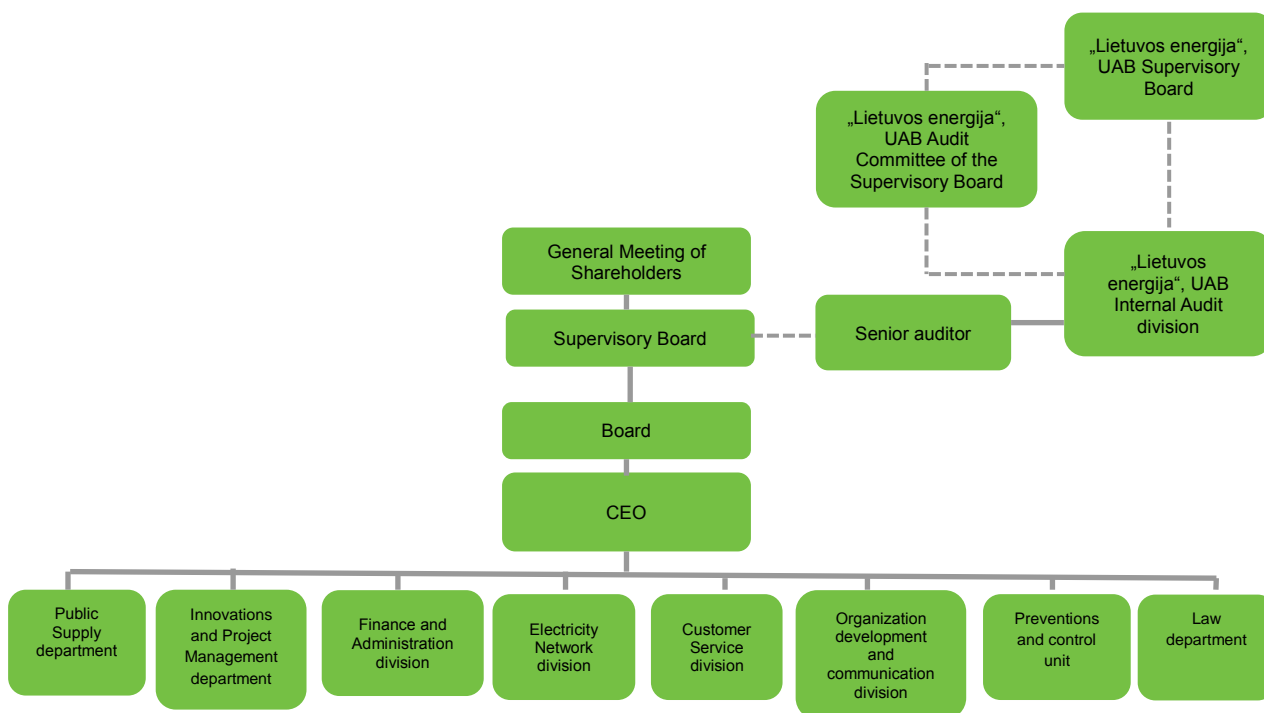 „Lietuvos energija“,
UAB Supervisory
Board
„Lietuvos energija“,
UAB Audit
Committee of the
Supervisory Board
General Meeting of
Shareholders
„Lietuvos
energija“, UAB
Internal Audit
division
Supervisory Board
Senior auditor
Board
CEO
Public
Supply
department
Innovations
and Project
Management
department
Finance and
Administration
division
Electricity
Network
division
Customer
Service
division
Organization
development
and
communication
division
Preventions
and control
unit
Law
department